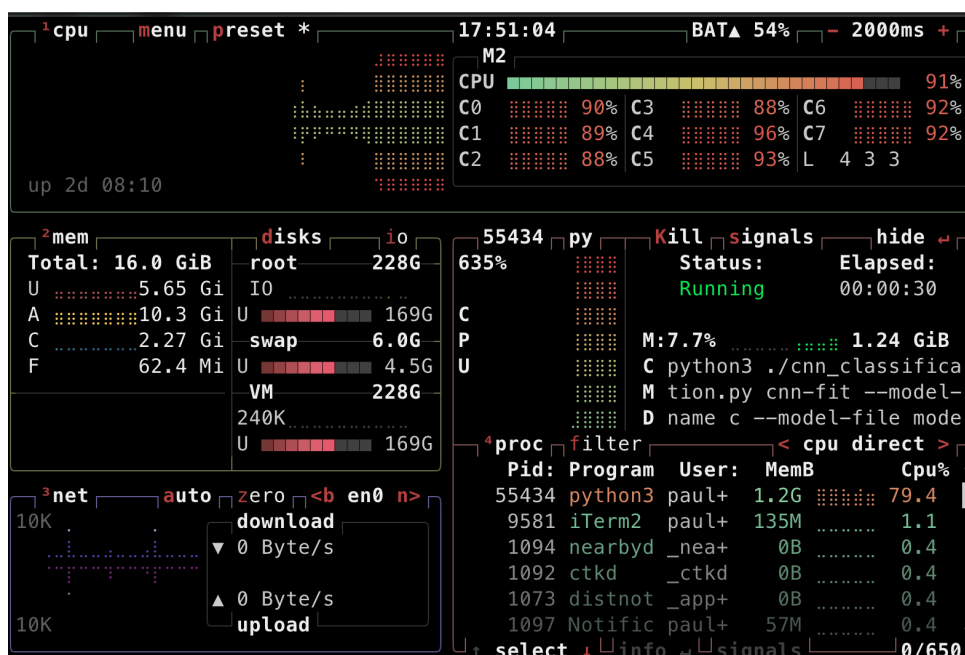 ¹cpu menu preset * 17:51:04 BAT▲ 54% - 2000ms +
M2
CPU 91%
C0 90% C3 88% C6 92%
C1 89% C4 96% C7 92%
C2 88% C5 93% L 4 3 3
up 2d 08:10
²mem
Total: 16.0 GiB
U 5.65 Gi
A 10.3 Gi
C 2.27 Gi
F 62.4 Mi
disks io
root 228G
IO
U 169G
swap 6.0G
U 4.5G
VM 228G
240K
U 169G
55434 py Kill signals hide ↵
635% Status: Elapsed:
Running 00:00:30
C
P
U
M:7.7% 1.24 GiB
C python3 ./cnn_classifica
M tion.py cnn-fit --model-
D name c --model-file mode
⁴proc filter < cpu direct >
Pid: Program User: MemB Cpu%
55434 python3 paul+ 1.2G 79.4
9581 iTerm2 paul+ 135M 1.1
1094 nearbyd _nea+ 0B 0.4
1092 ctkd _ctkd 0B 0.4
1073 distnot _app+ 0B 0.4
1097 Notific paul+ 57M 0.4
↑ select ↓ info ↵ signals 0/650
³net auto zero <b en0 n>
10K
download
▼ 0 Byte/s
▲ 0 Byte/s
10K
upload